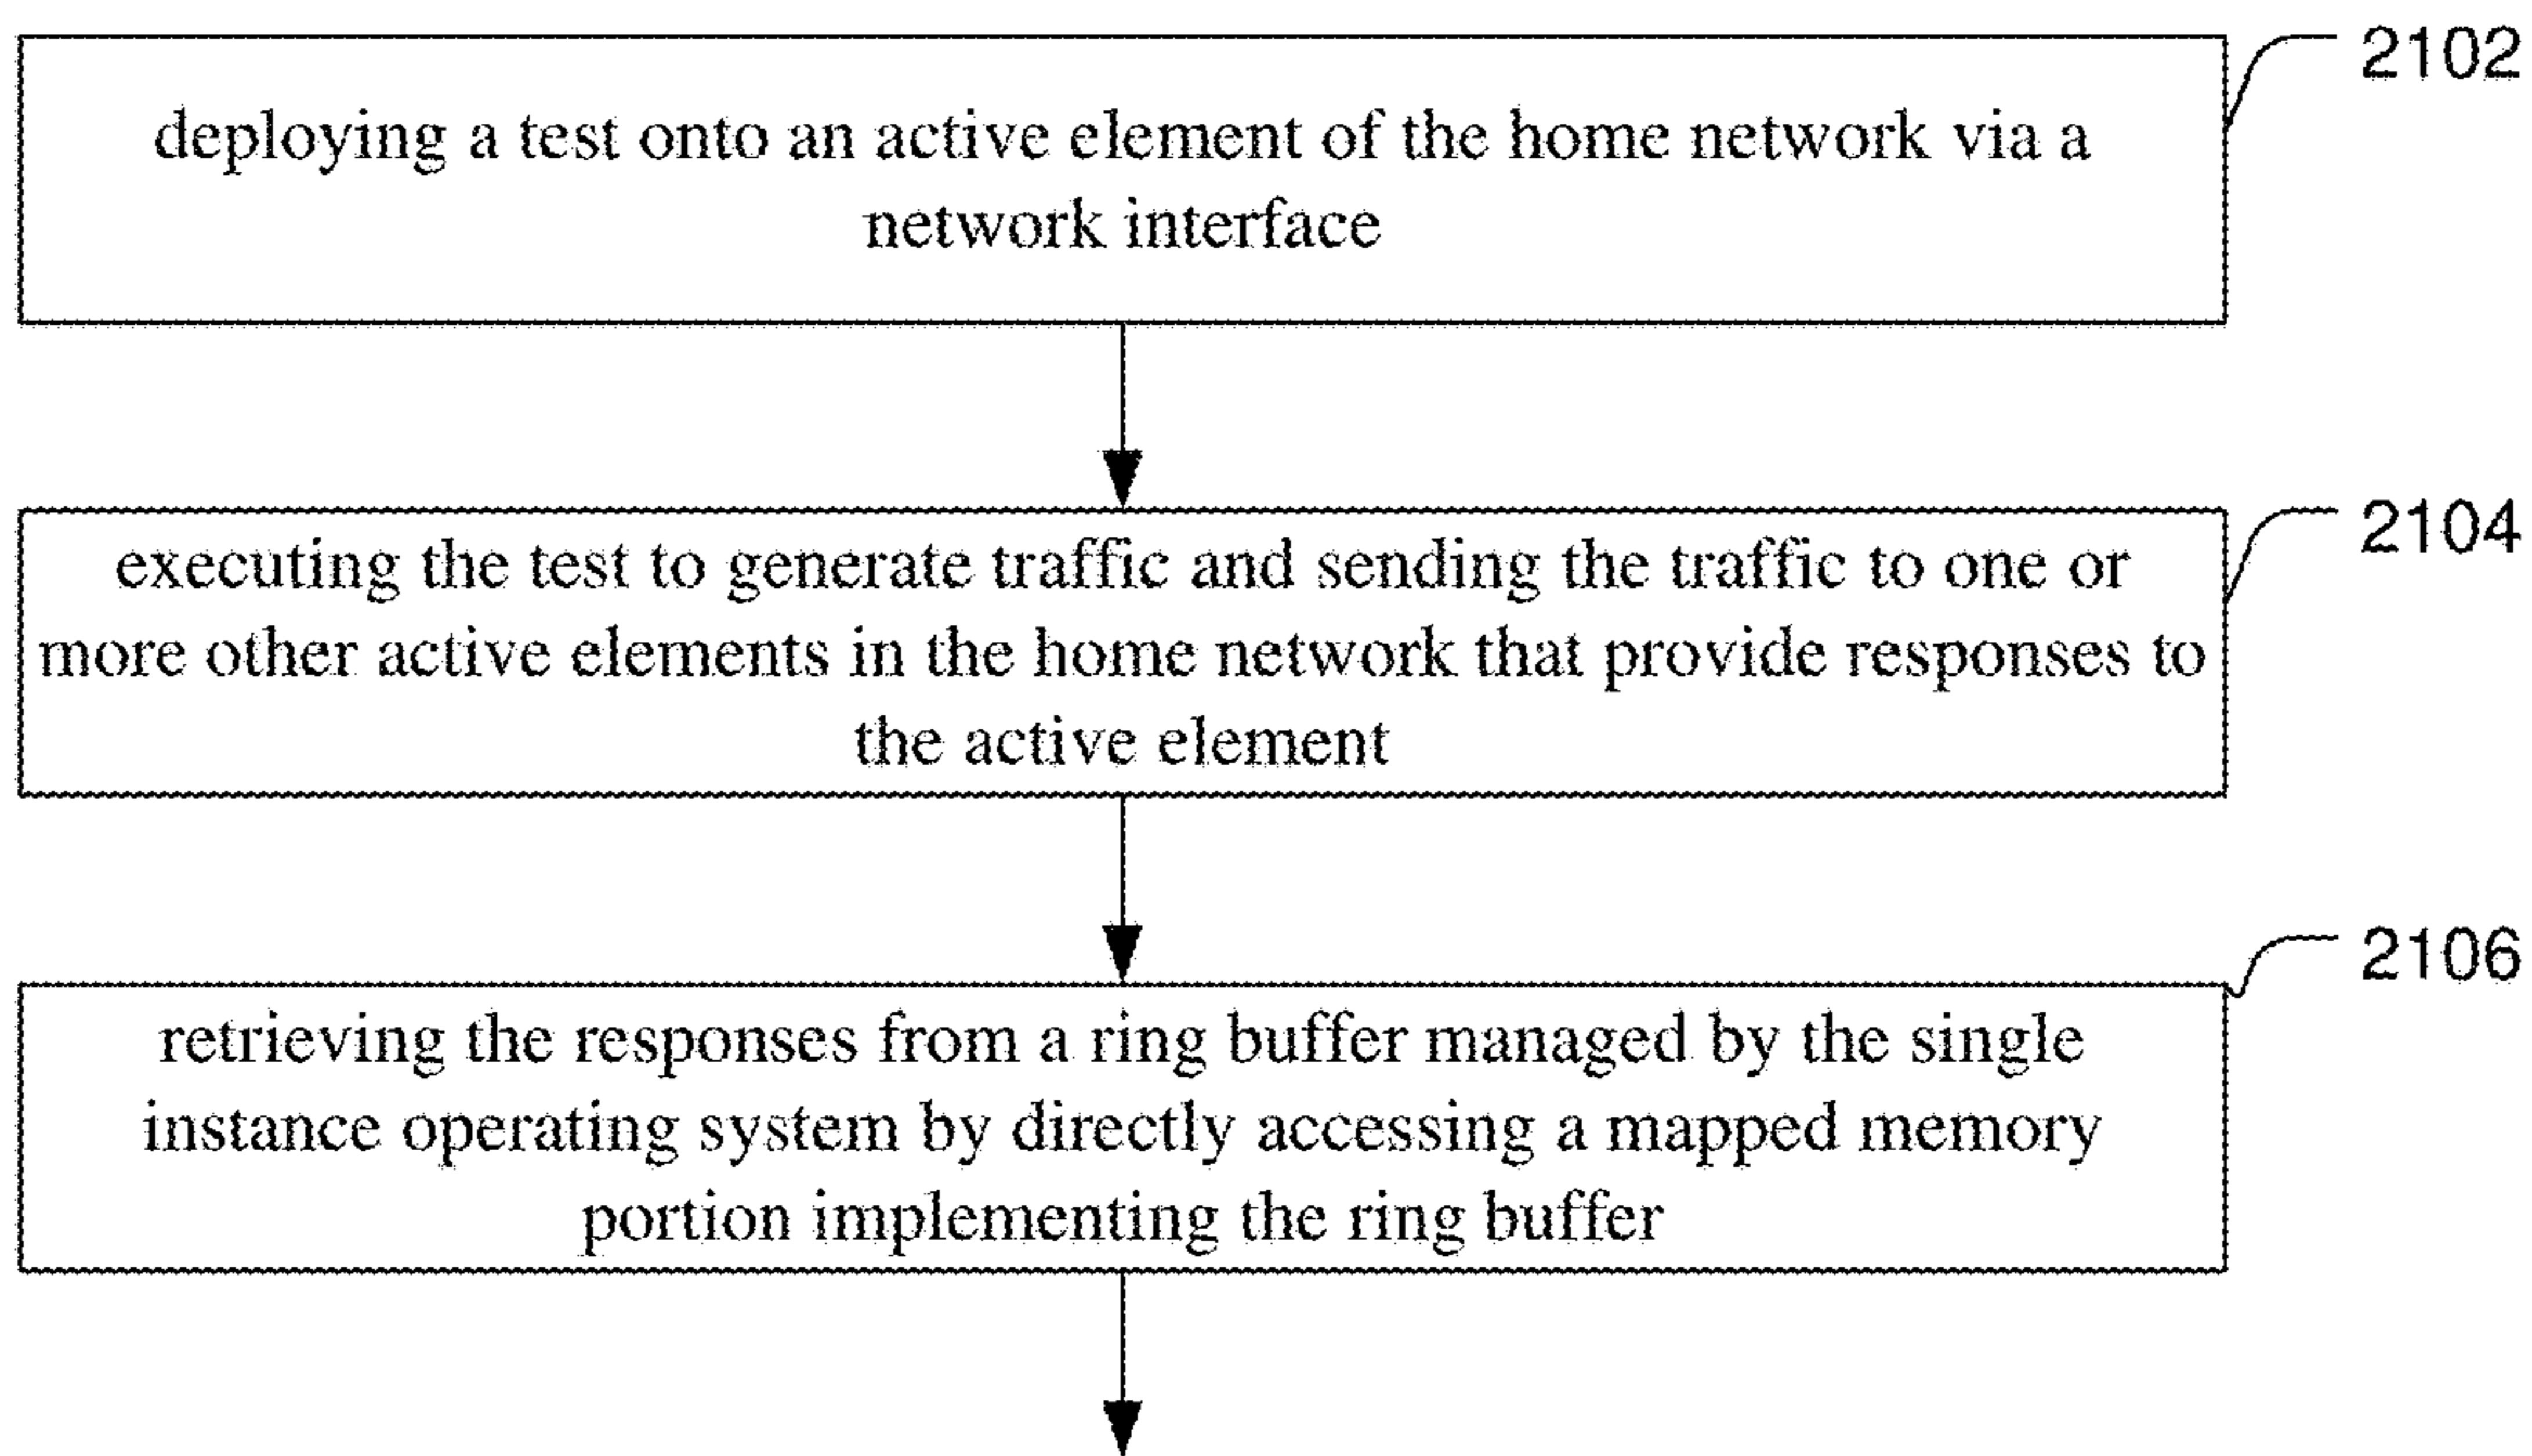 2102
deploying a test onto an active element of the home network via a
network interface
2104
executing the test to generate traffic and sending the traffic to one or
more other active elements in the home network that provide responses to
the active element
2106
retrieving the responses from a ring buffer managed by the single
instance operating system by directly accessing a mapped memory
portion implementing the ring buffer